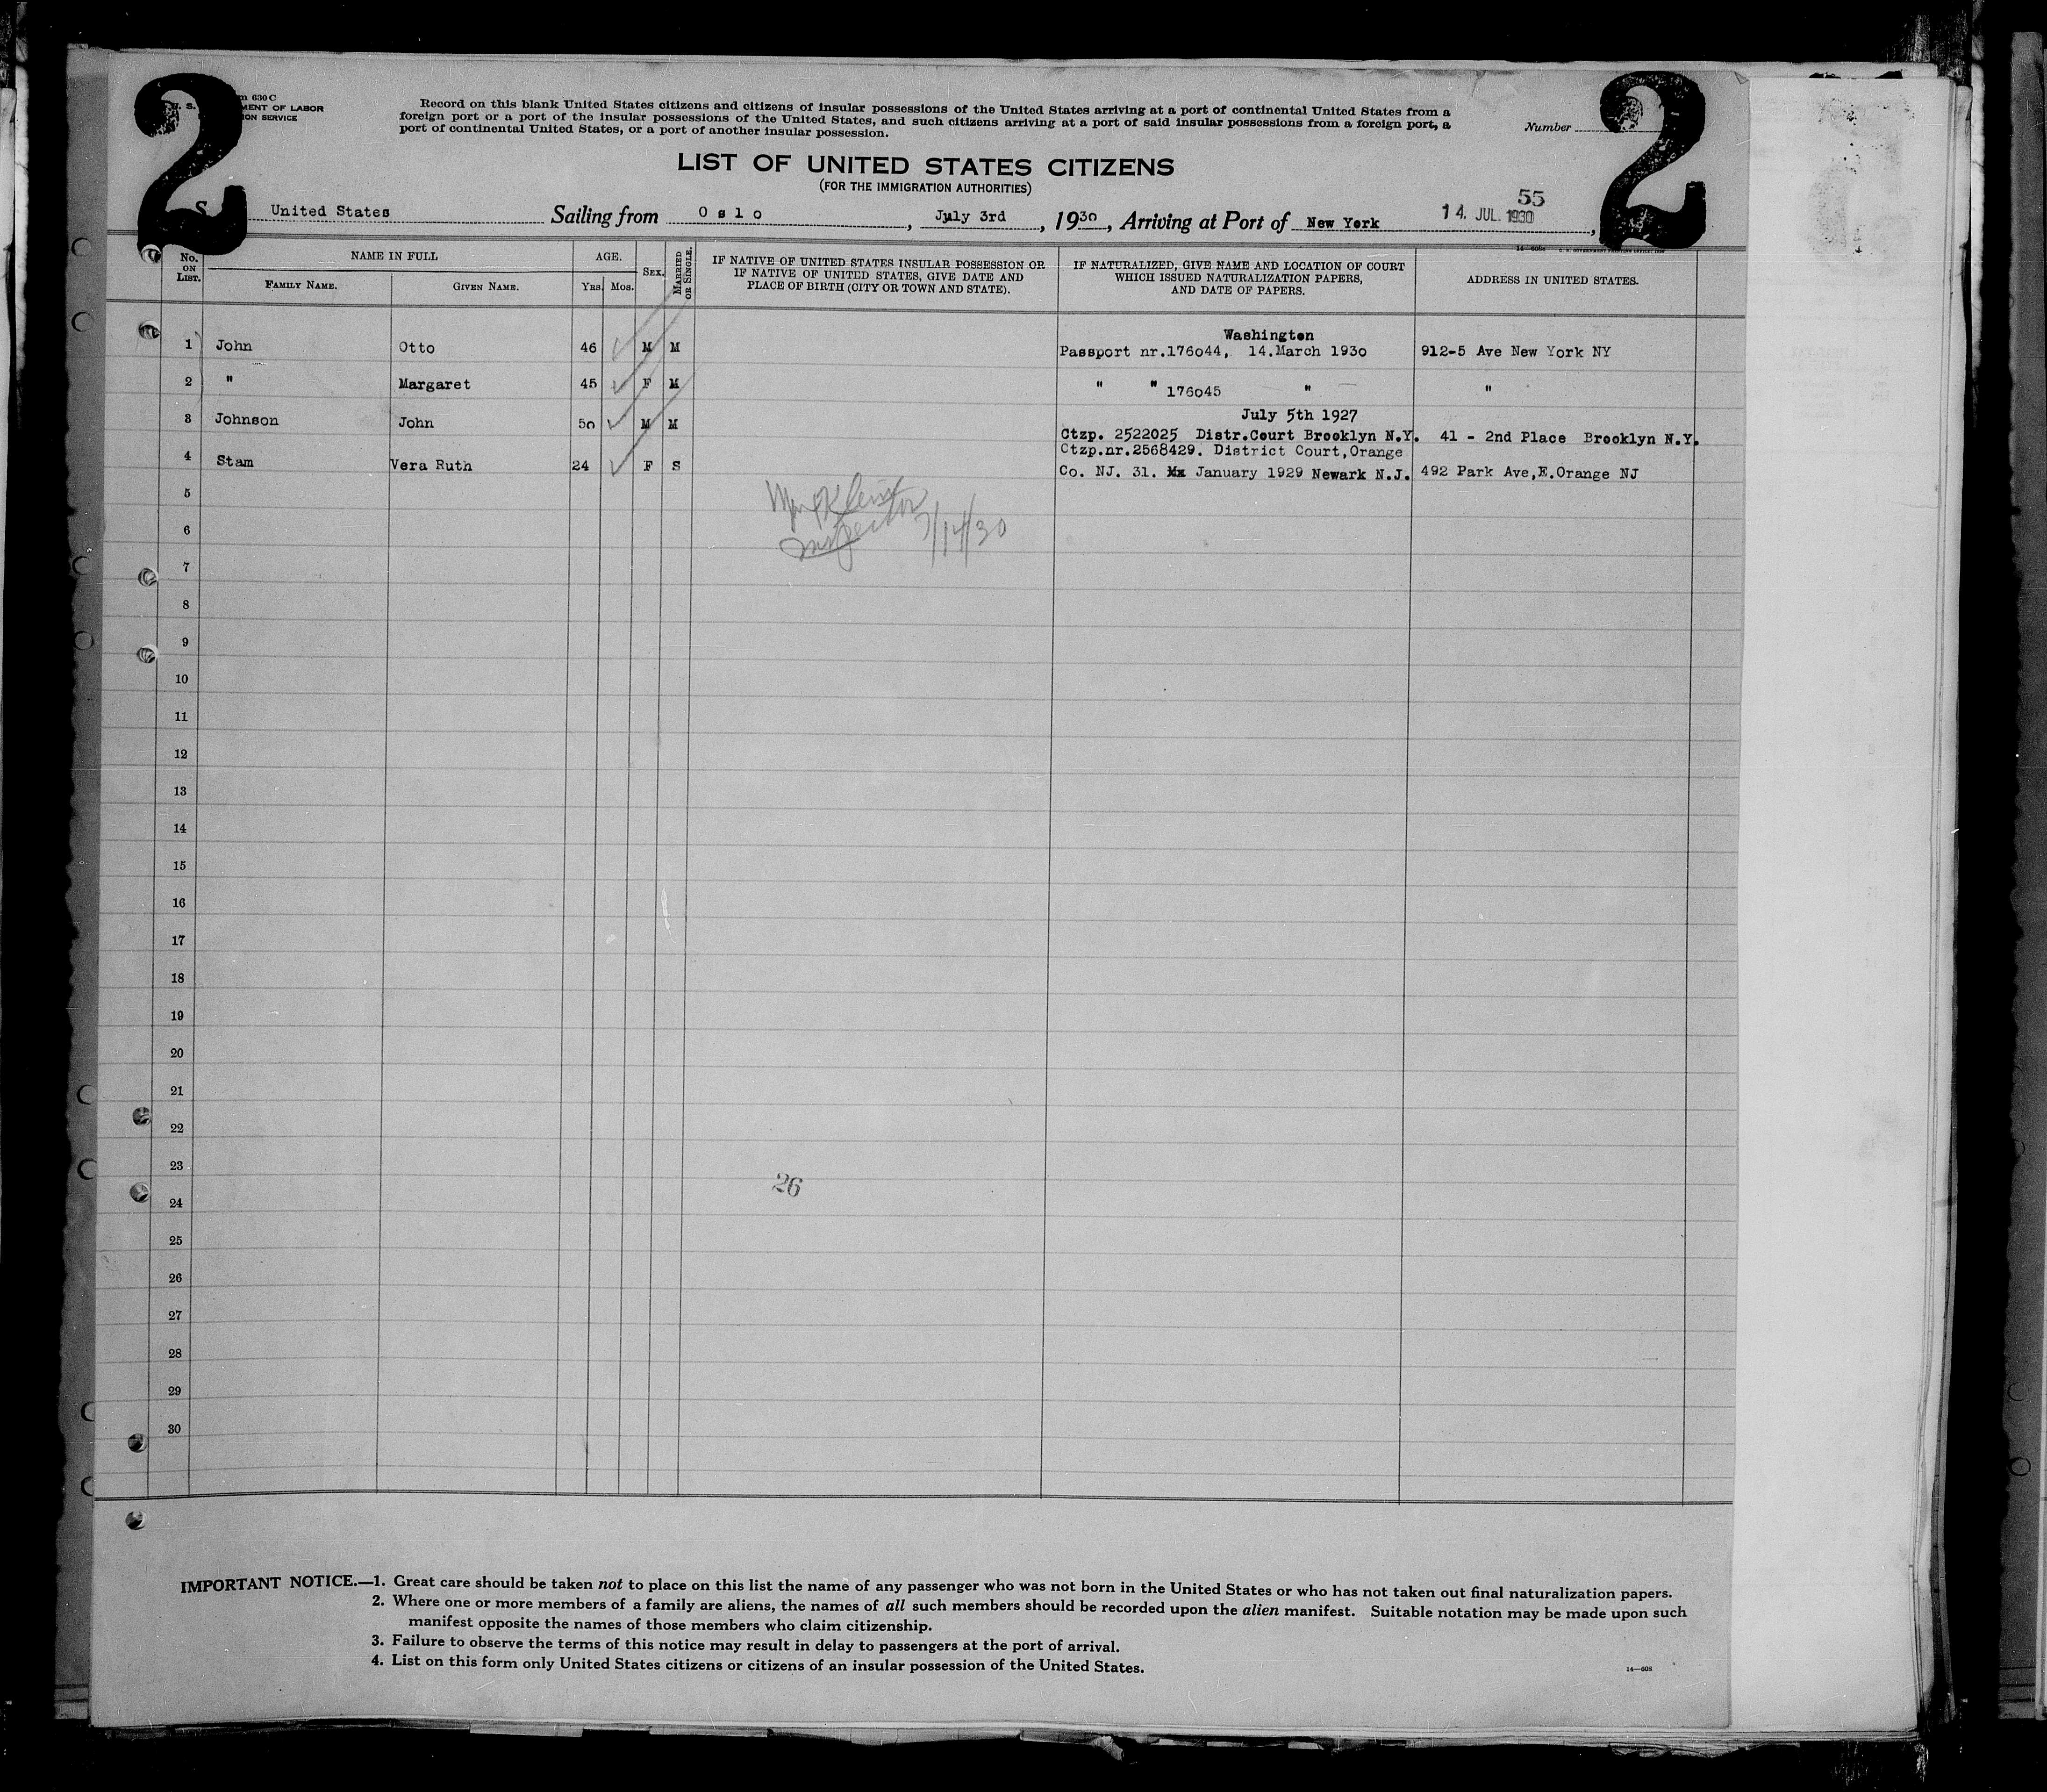 2
2
m 630 C
U. S. MENT OF LABOR
ION SERVICE
Record on this blank United States citizens and citizens of insular possessions of the United States arriving at a port of continental United States from a
foreign port or a port of the insular possessions of the United States, and such citizens arriving at a port of said insular possessions from a foreign port, a
port of continental United States, or a port of another insular possession.
Number
LIST OF UNITED STATES CITIZENS
(FOR THE IMMIGRATION AUTHORITIES)
55
S United States Sailing from Oslo, July 3rd, 1930, Arriving at Port of New York 14. JUL. 1930,
No. ON LIST.
NAME IN FULL
FAMILY NAME.
GIVEN NAME.
AGE.
YRS.
MOS.
SEX.
MARRIED OR SINGLE.
IF NATIVE OF UNITED STATES INSULAR POSSESSION OR
IF NATIVE OF UNITED STATES, GIVE DATE AND
PLACE OF BIRTH (CITY OR TOWN AND STATE).
IF NATURALIZED, GIVE NAME AND LOCATION OF COURT
WHICH ISSUED NATURALIZATION PAPERS,
AND DATE OF PAPERS.
ADDRESS IN UNITED STATES.
Washington
1 John Otto 46 M M Passport nr.176044, 14.March 1930 912-5 Ave New York NY
2 " Margaret 45 F M " " 176045 " "
July 5th 1927
3 Johnson John 50 M M Ctzp. 2522025 Distr.Court Brooklyn N.Y. 41 - 2nd Place Brooklyn N.Y.
Ctzp.nr.2568429. District Court,Orange
4 Stam Vera Ruth 24 F S Co. NJ. 31. January 1929 Newark N.J. 492 Park Ave,E.Orange NJ
5
Inspector 7/14/30
6
7
8
9
10
11
12
13
14
15
16
17
18
19
20
21
22
23
26
24
25
26
27
28
29
30
IMPORTANT NOTICE.—1. Great care should be taken not to place on this list the name of any passenger who was not born in the United States or who has not taken out final naturalization papers.
2. Where one or more members of a family are aliens, the names of all such members should be recorded upon the alien manifest. Suitable notation may be made upon such
manifest opposite the names of those members who claim citizenship.
3. Failure to observe the terms of this notice may result in delay to passengers at the port of arrival.
4. List on this form only United States citizens or citizens of an insular possession of the United States.
14—608